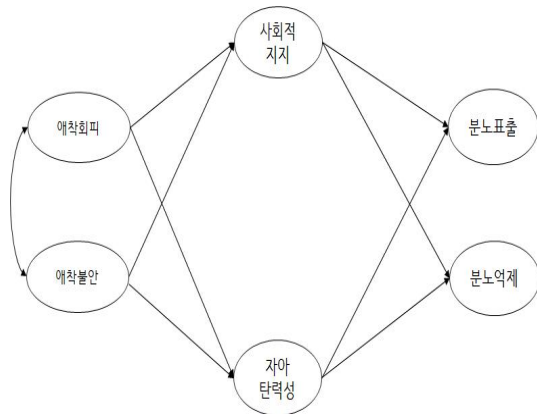 사회적
지지
애착회피
분노표출
애착불안
분노억제
자아
탄력성